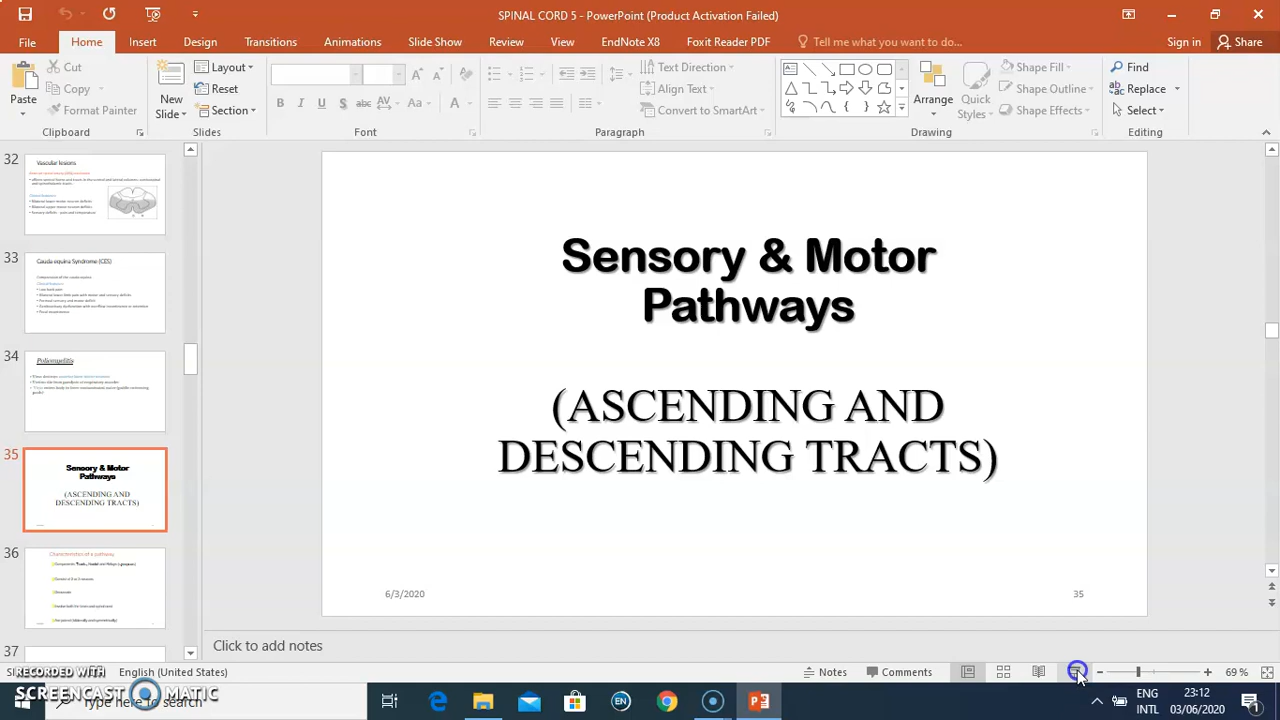 SPINAL CORD 5 - PowerPoint (Product Activation Failed)
File Home Insert Design Transitions Animations Slide Show Review View EndNote X8 Foxit Reader PDF Tell me what you want to do... Sign in Share
Paste
Cut
Copy
Format Painter
Clipboard
New
Slide
Layout
Reset
Section
Slides
Font
Text Direction
Align Text
Convert to SmartArt
Paragraph
Arrange
Quick
Styles
Shape Fill
Shape Outline
Shape Effects
Drawing
Find
Replace
Select
Editing
32
Vascular lesions
33
Cauda equina Syndrome (CES)
34
Poliomyelitis
35
Sensory & Motor
Pathways
(ASCENDING AND
DESCENDING TRACTS)
36
Characteristics of a pathway
37
Sensory & Motor
Pathways
(ASCENDING AND
DESCENDING TRACTS)
6/3/2020
35
Click to add notes
English (United States)
Notes
Comments
69 %
RECORDED WITH
SCREENCAST MATIC
Type here to search
ENG
INTL
23:12
03/06/2020